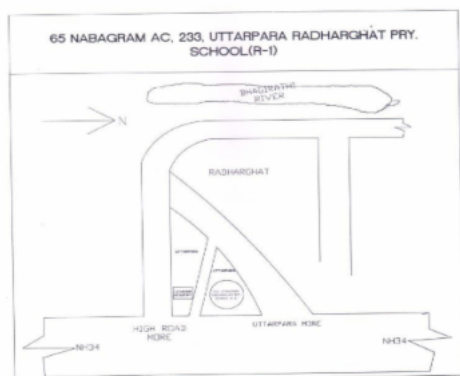 65 NABAGRAM AC, 233, UTTARPARA RADHARGHAT PRY.
SCHOOL(R-1)
BHAGIRATHI
RIVER
N
RADHARGHAT
UTTARPARA
UTTARPARA
HIGH ROAD
MORE
UTTARPARA MORE
NH34
NH34